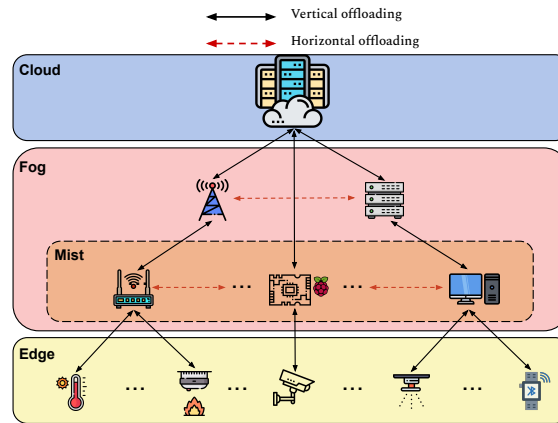 Vertical offloading
Horizontal offloading
Cloud
Fog
Mist
...
...
Edge
...
...
...
...